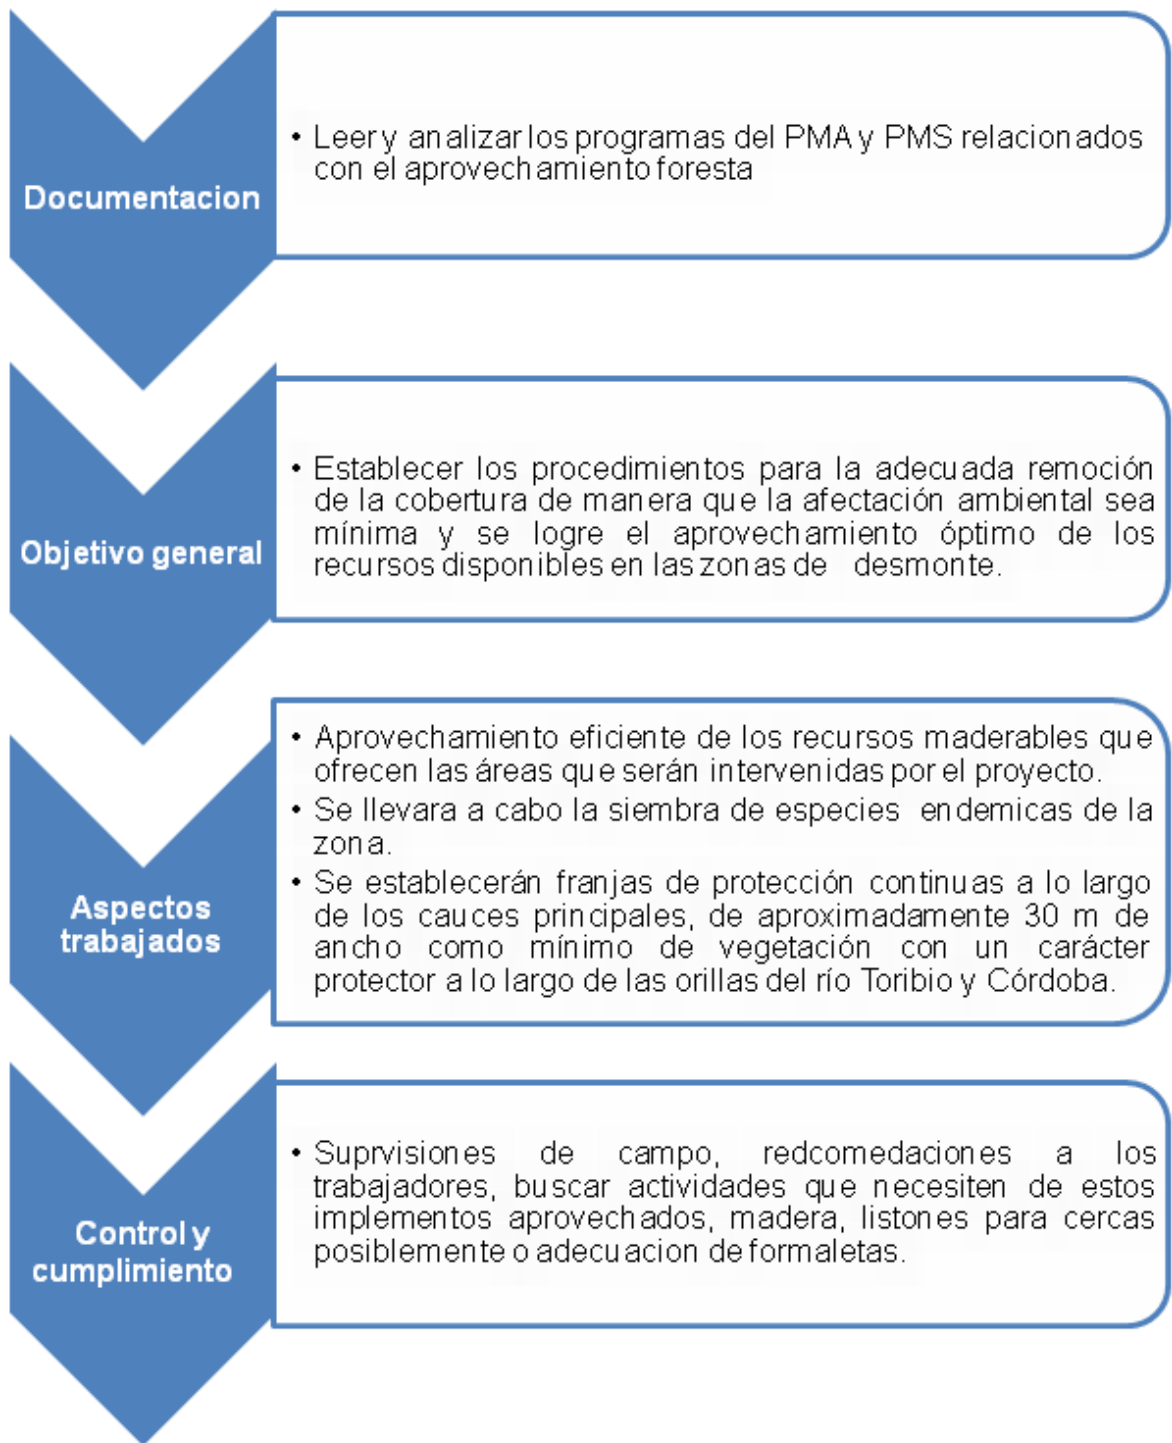 Documentacion
• Leer y analizar los programas del PMA y PMS relacionados
con el aprovechamiento foresta
Objetivo general
• Establecer los procedimientos para la adecuada remoción
de la cobertura de manera que la afectación ambiental sea
mínima y se logre el aprovechamiento óptimo de los
recursos disponibles en las zonas de desmonte.
Aspectos
trabajados
• Aprovechamiento eficiente de los recursos maderables que
ofrecen las áreas que serán intervenidas por el proyecto.
• Se llevara a cabo la siembra de especies endemicas de la
zona.
• Se establecerán franjas de protección continuas a lo largo
de los cauces principales, de aproximadamente 30 m de
ancho como mínimo de vegetación con un carácter
protector a lo largo de las orillas del río Toribio y Córdoba.
Control y
cumplimiento
• Suprvisiones de campo, redcomedaciones a los
trabajadores, buscar actividades que necesiten de estos
implementos aprovechados, madera, listones para cercas
posiblemente o adecuacion de formaletas.